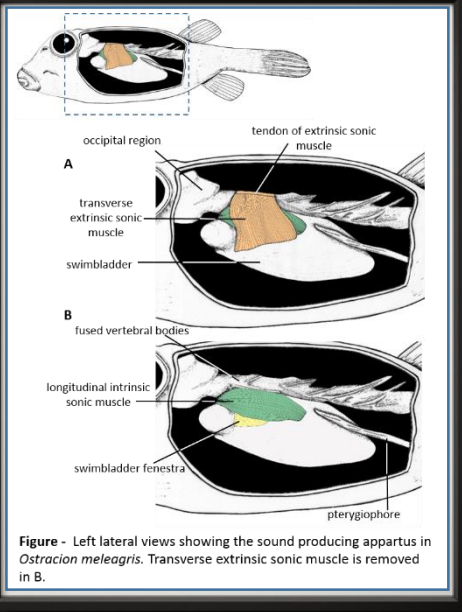 tendon of extrinsic sonic
muscle
occipital region
A
transverse
extrinsic sonic
muscle
swimbladder
B
fused vertebral bodies
longitudinal intrinsic
sonic muscle
swimbladder fenestra
pterygiophore
Figure - Left lateral views showing the sound producing appartus in
Ostracion meleagris. Transverse extrinsic sonic muscle is removed
in B.